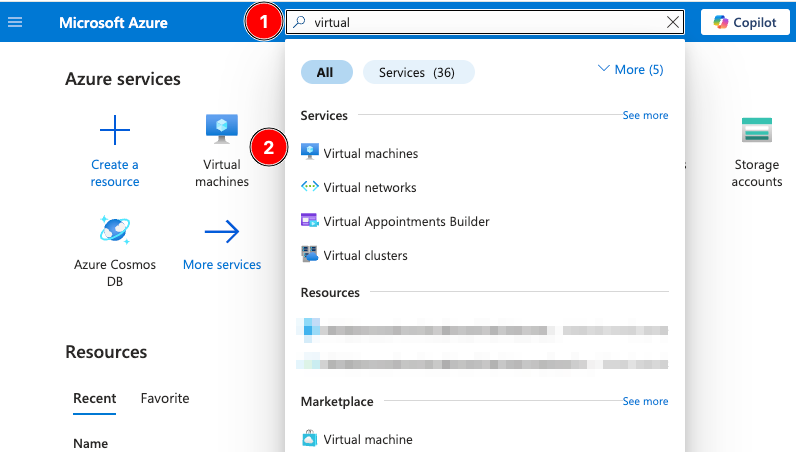 Microsoft Azure
1
virtual
Copilot
Azure services
All
Services (36)
More (5)
Services
See more
2
Create a
resource
Virtual
machines
Virtual machines
Virtual networks
Virtual Appointments Builder
Virtual clusters
Storage
accounts
Azure Cosmos
DB
More services
Resources
Resources
Recent
Favorite
Marketplace
See more
Name
Virtual machine